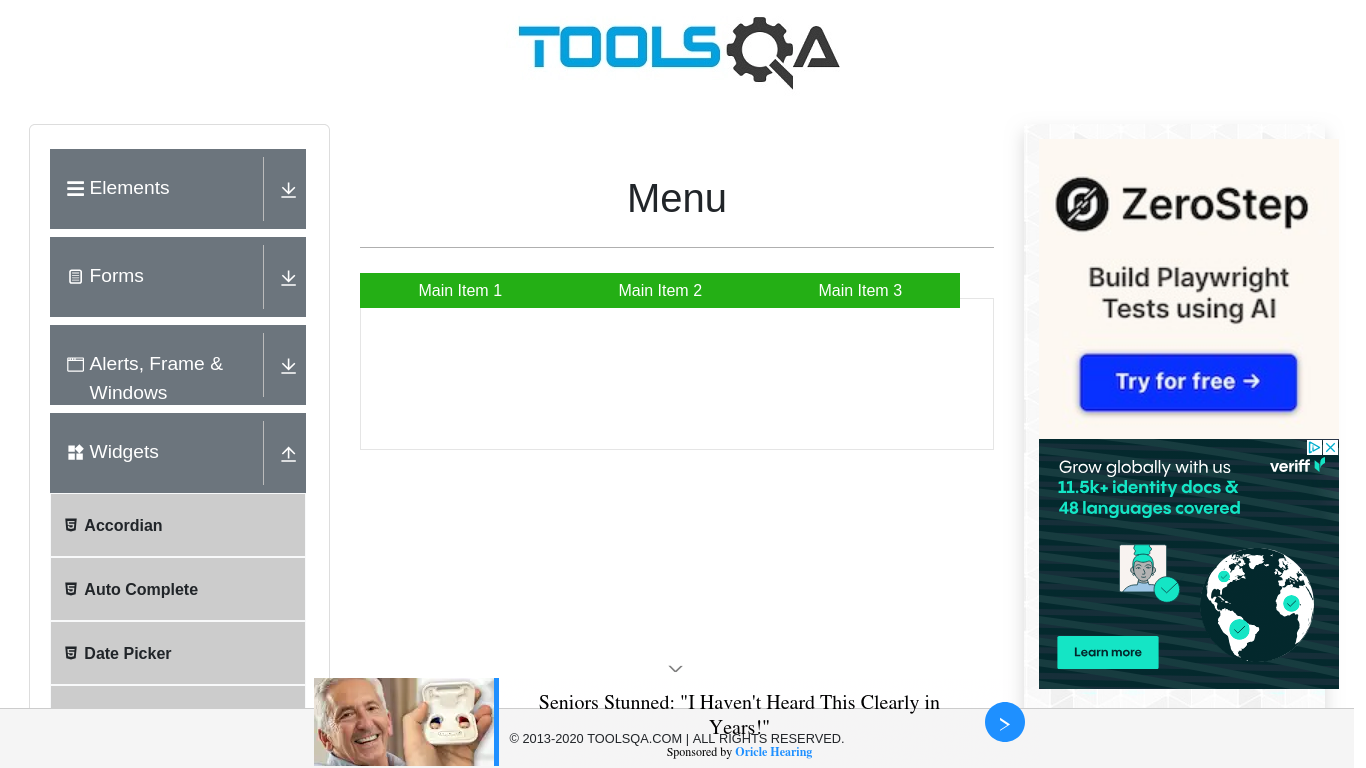 TOOLSQA
Elements
Forms
Alerts, Frame &
Windows
Widgets
Accordian
Auto Complete
Date Picker
Menu
Main Item 1
Main Item 2
Main Item 3
ZeroStep
Build Playwright
Tests using AI
Try for free →
Grow globally with us
veriff
11.5k+ identity docs &
48 languages covered
Learn more
Seniors Stunned: "I Haven't Heard This Clearly in
Years!"
© 2013-2020 TOOLSQA.COM | ALL RIGHTS RESERVED.
Sponsored by Oricle Hearing